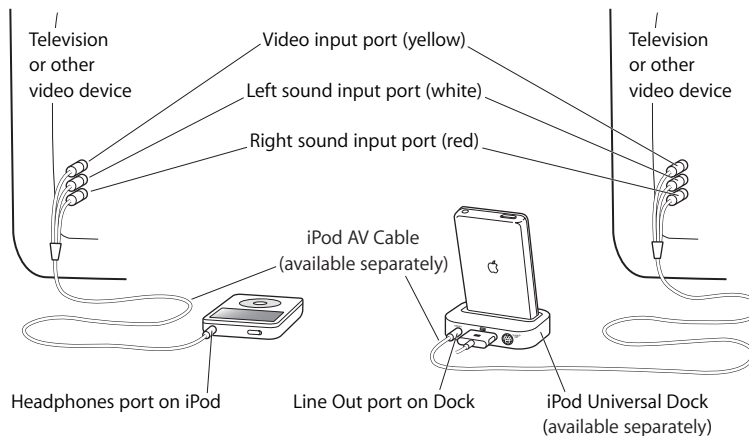 Television
or other
video device
Video input port (yellow)
Left sound input port (white)
Right sound input port (red)
Television
or other
video device
iPod AV Cable
(available separately)
Headphones port on iPod
Line Out port on Dock
iPod Universal Dock
(available separately)